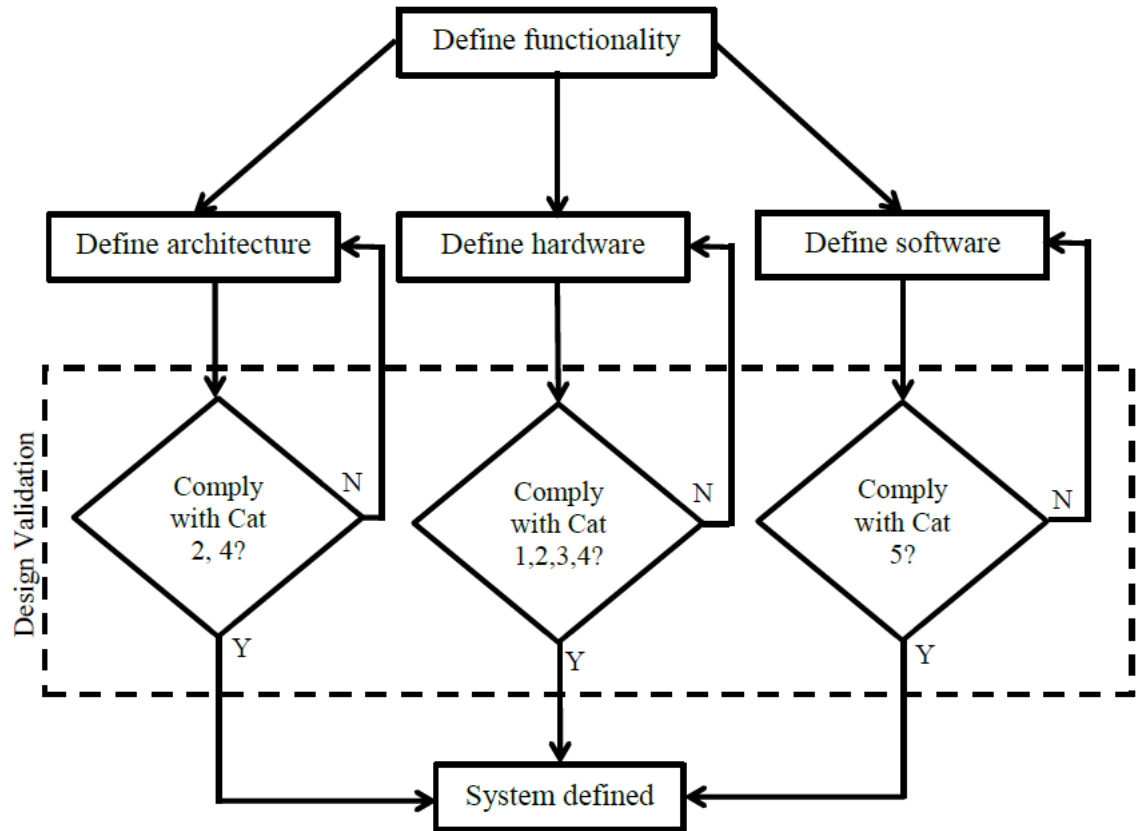 Define functionality
Define architecture
Define hardware
Define software
Design Validation
Comply
with Cat
2, 4?
N
Y
Comply
with Cat
1,2,3,4?
N
Y
Comply
with Cat
5?
N
Y
System defined